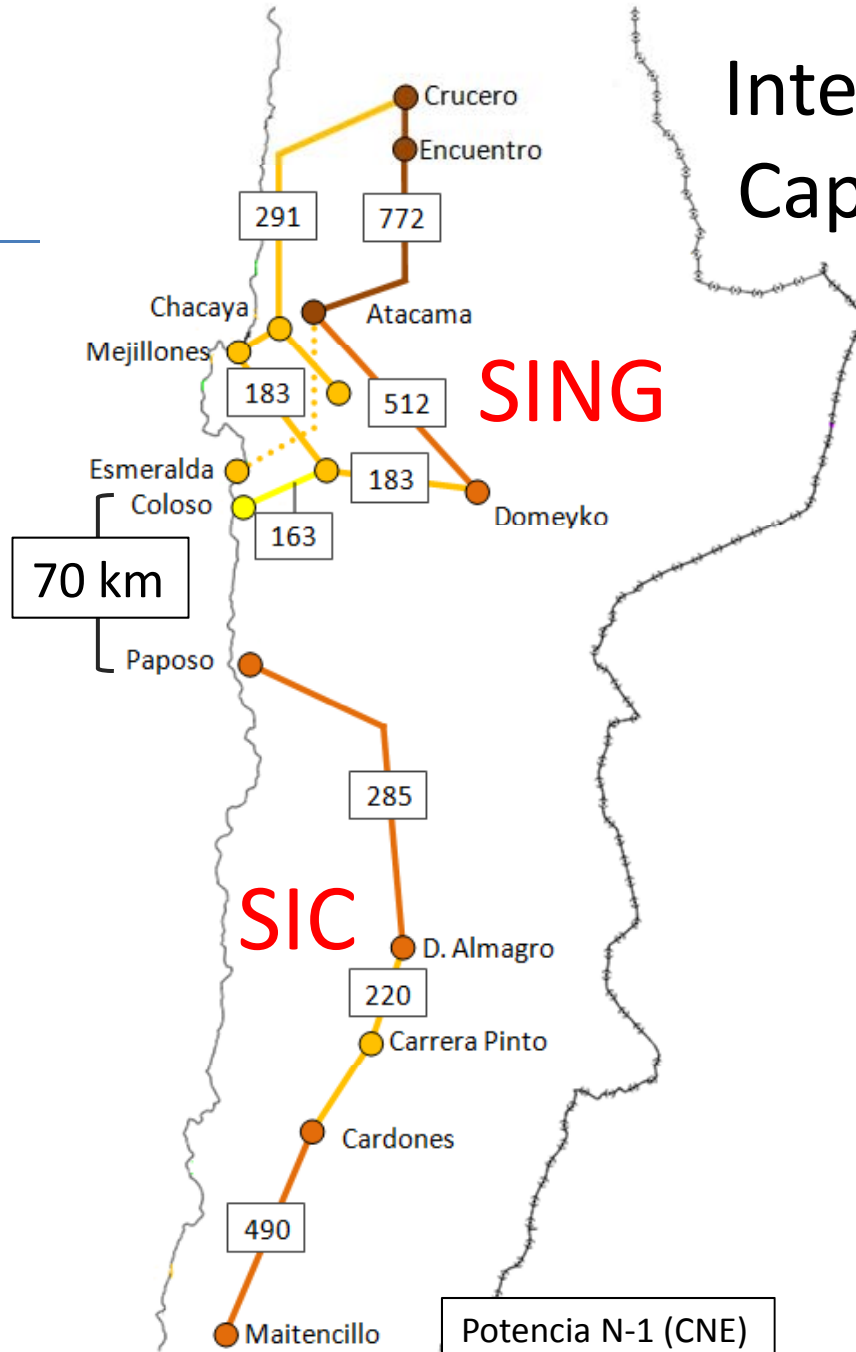 Inte
Cap
Crucero
Encuentro
291
772
Chacaya
Atacama
Mejillones
SING
183
512
Esmeralda
183
Coloso
Domeyko
163
70 km
Paposo
285
SIC
D. Almagro
220
Carrera Pinto
Cardones
490
Maitencillo
Potencia N-1 (CNE)